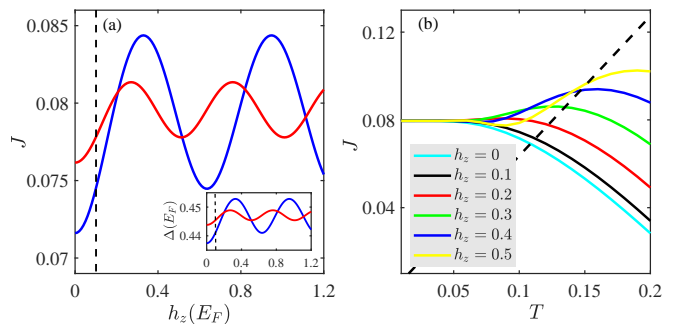 (a)
0.085
0.08
0.075
0.07
J
0
0.4
0.8
1.2
h_z(E_F)
0.45
0.44
Δ(E_F)
0
0.4
0.8
1.2
(b)
0.12
0.08
0.04
J
h_z = 0
h_z = 0.1
h_z = 0.2
h_z = 0.3
h_z = 0.4
h_z = 0.5
0.05
0.1
0.15
0.2
T